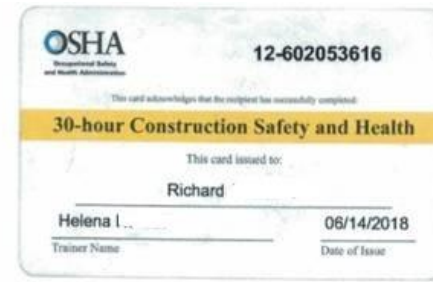 OSHA
Occupational Safety
and Health Administration
12-602053616
This card acknowledges that the recipient has successfully completed:
30-hour Construction Safety and Health
This card issued to:
Richard
Helena I
06/14/2018
Trainer Name
Date of Issue